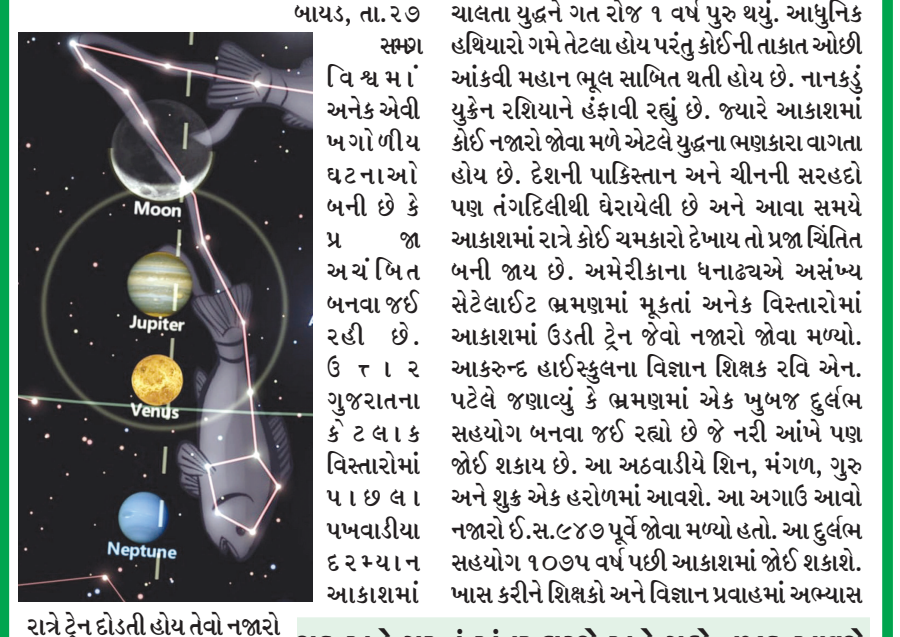 બાયડ, તા.૨૭
સમગ્ર
વિશ્વમાં
અનેક એવી
ખગોળીય
ઘટનાઓ
બની છે કે
પ્રજા
અચંબિત
બનવા જઈ
રહી છે.
ઉત્તર
ગુજરાતના
કેટલાક
વિસ્તારોમાં
પાછલા
પખવાડીયા
દરમ્યાન
આકાશમાં
રાત્રે ટ્રેન દોડતી હોય તેવો નજારો
Moon
Jupiter
Venus
Neptune
ચાલતા યુદ્ધને ગત રોજ ૧ વર્ષ પુરુ થયું. આધુનિક
હથિયારો ગમે તેટલા હોય પરંતુ કોઈની તાકાત ઓછી
આંકવી મહાન ભૂલ સાબિત થતી હોય છે. નાનકડું
યુક્રેન રશિયાને હંફાવી રહ્યું છે. જ્યારે આકાશમાં
કોઈ નજારો જોવા મળે એટલે યુદ્ધના ભણકારા વાગતા
હોય છે. દેશની પાકિસ્તાન અને ચીનની સરહદો
પણ તંગદિલીથી ઘેરાયેલી છે અને આવા સમયે
આકાશમાં રાત્રે કોઈ ચમકારો દેખાય તો પ્રજા ચિંતિત
બની જાય છે. અમેરીકાના ધનાઢ્યએ અસંખ્ય
સેટેલાઈટ ભ્રમણમાં મૂકતાં અનેક વિસ્તારોમાં
આકાશમાં ઉડતી ટ્રેન જેવો નજારો જોવા મળ્યો.
આકરુન્દ હાઈસ્કુલના વિજ્ઞાન શિક્ષક રવિ એન.
પટેલે જણાવ્યું કે ભ્રમણમાં એક ખુબજ દુર્લભ
સહયોગ બનવા જઈ રહ્યો છે જે નરી આંખે પણ
જોઈ શકાય છે. આ અઠવાડીયે શિન, મંગળ, ગુરુ
અને શુક્ર એક હરોળમાં આવશે. આ અગાઉ આવો
નજારો ઈ.સ.૯૪૭ પૂર્વે જોવા મળ્યો હતો. આ દુર્લભ
સહયોગ ૧૦૭૫ વર્ષ પછી આકાશમાં જોઈ શકાશે.
ખાસ કરીને શિક્ષકો અને વિજ્ઞાન પ્રવાહમાં અભ્યાસ